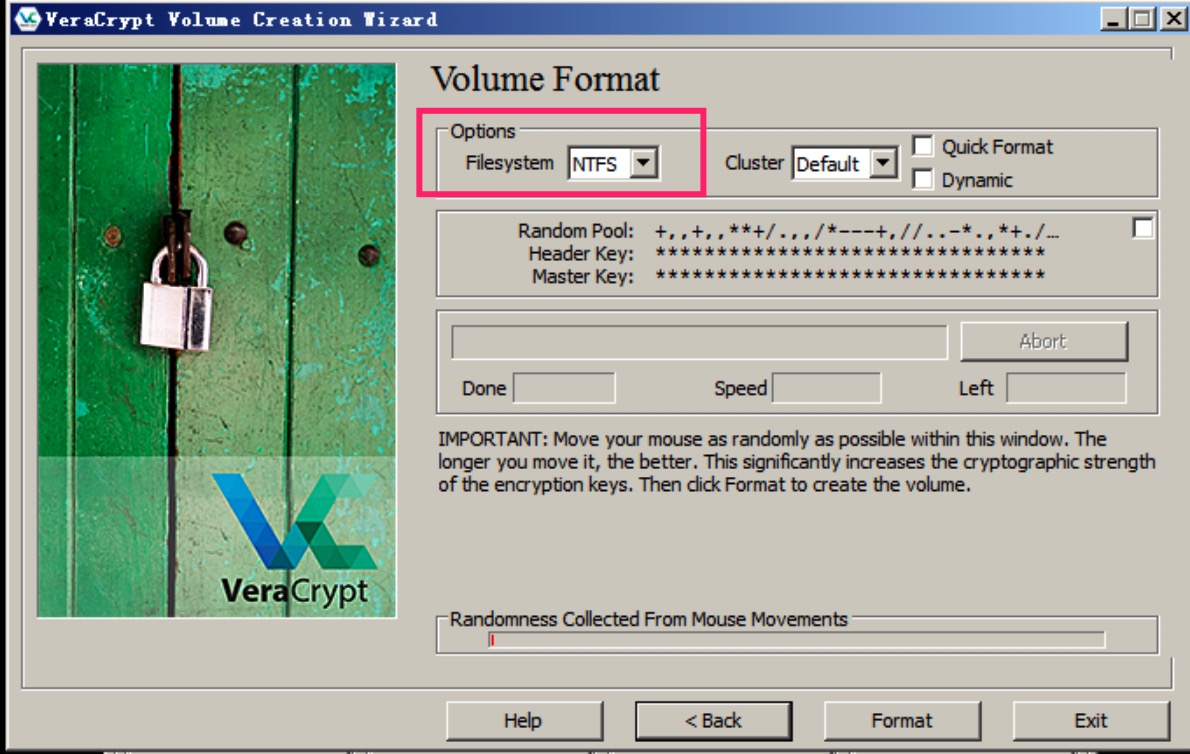 VeraCrypt Volume Creation Wizard
Volume Format
Options
Filesystem NTFS Cluster Default Quick Format
Dynamic
Random Pool: +,,+,,**+/.,,/*---+,//..-*.,*+./…
Header Key: ********************************
Master Key: ********************************
Abort
Done Speed Left
IMPORTANT: Move your mouse as randomly as possible within this window. The
longer you move it, the better. This significantly increases the cryptographic strength
of the encryption keys. Then click Format to create the volume.
VeraCrypt
Randomness Collected From Mouse Movements
Help < Back Format Exit